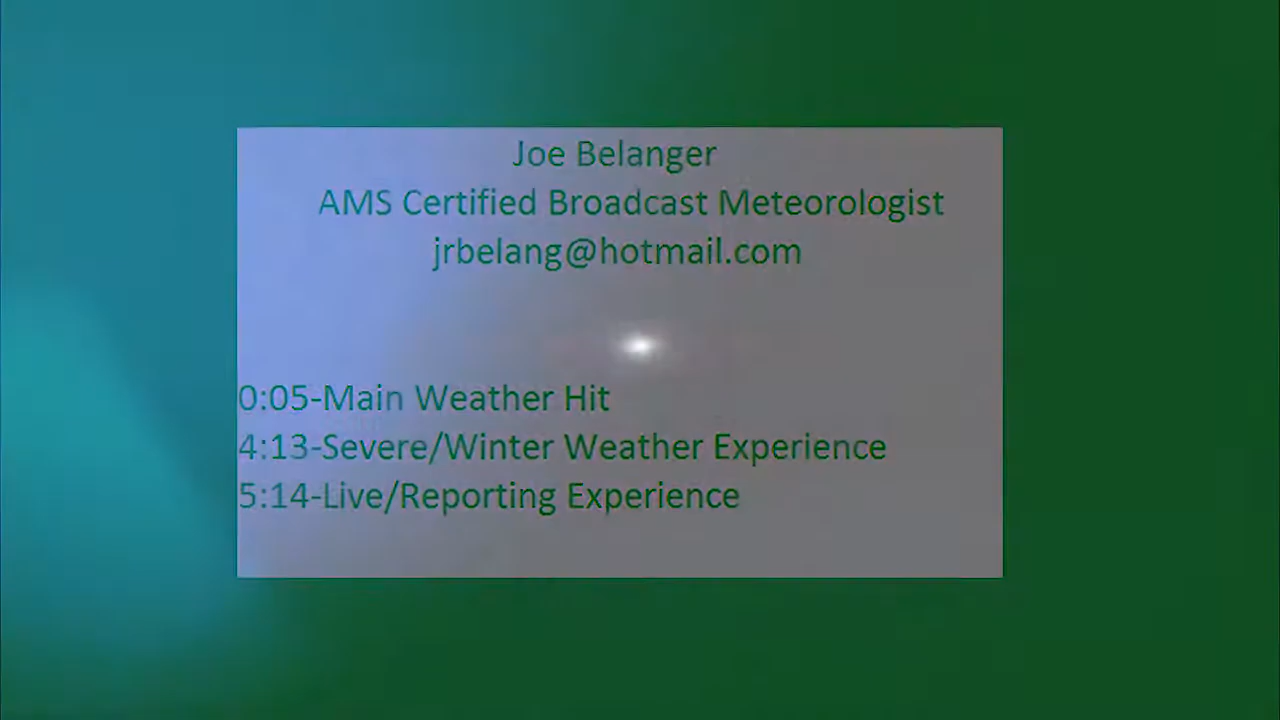 Joe Belanger
AMS Certified Broadcast Meteorologist
jrbelang@hotmail.com
0:05-Main Weather Hit
4:13-Severe/Winter Weather Experience
5:14-Live/Reporting Experience